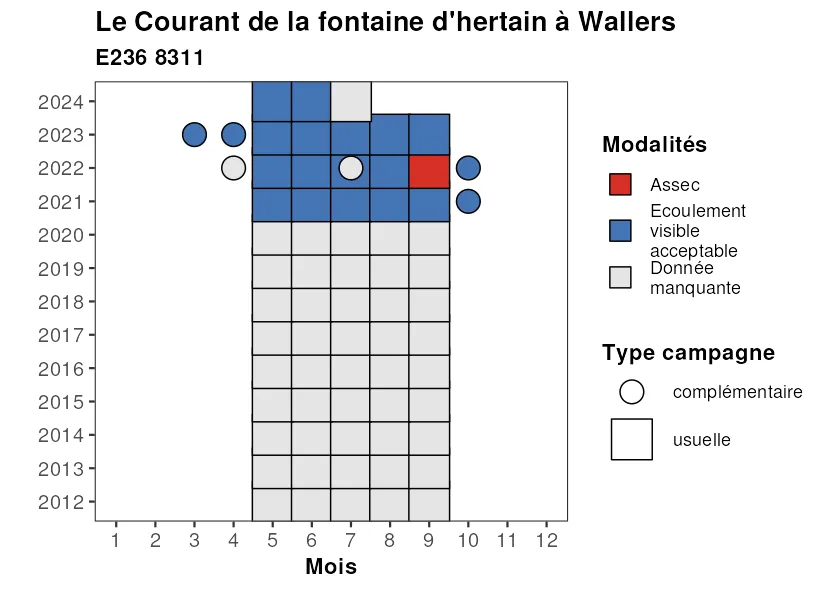 Le Courant de la fontaine d'hertain à Wallers
E236 8311
2024
2023
2022
2021
2020
2019
2018
2017
2016
2015
2014
2013
2012
1 2 3 4 5 6 7 8 9 10 11 12
Mois
Modalités
Assec
Ecoulement
visible
acceptable
Donnée
manquante
Type campagne
complémentaire
usuelle